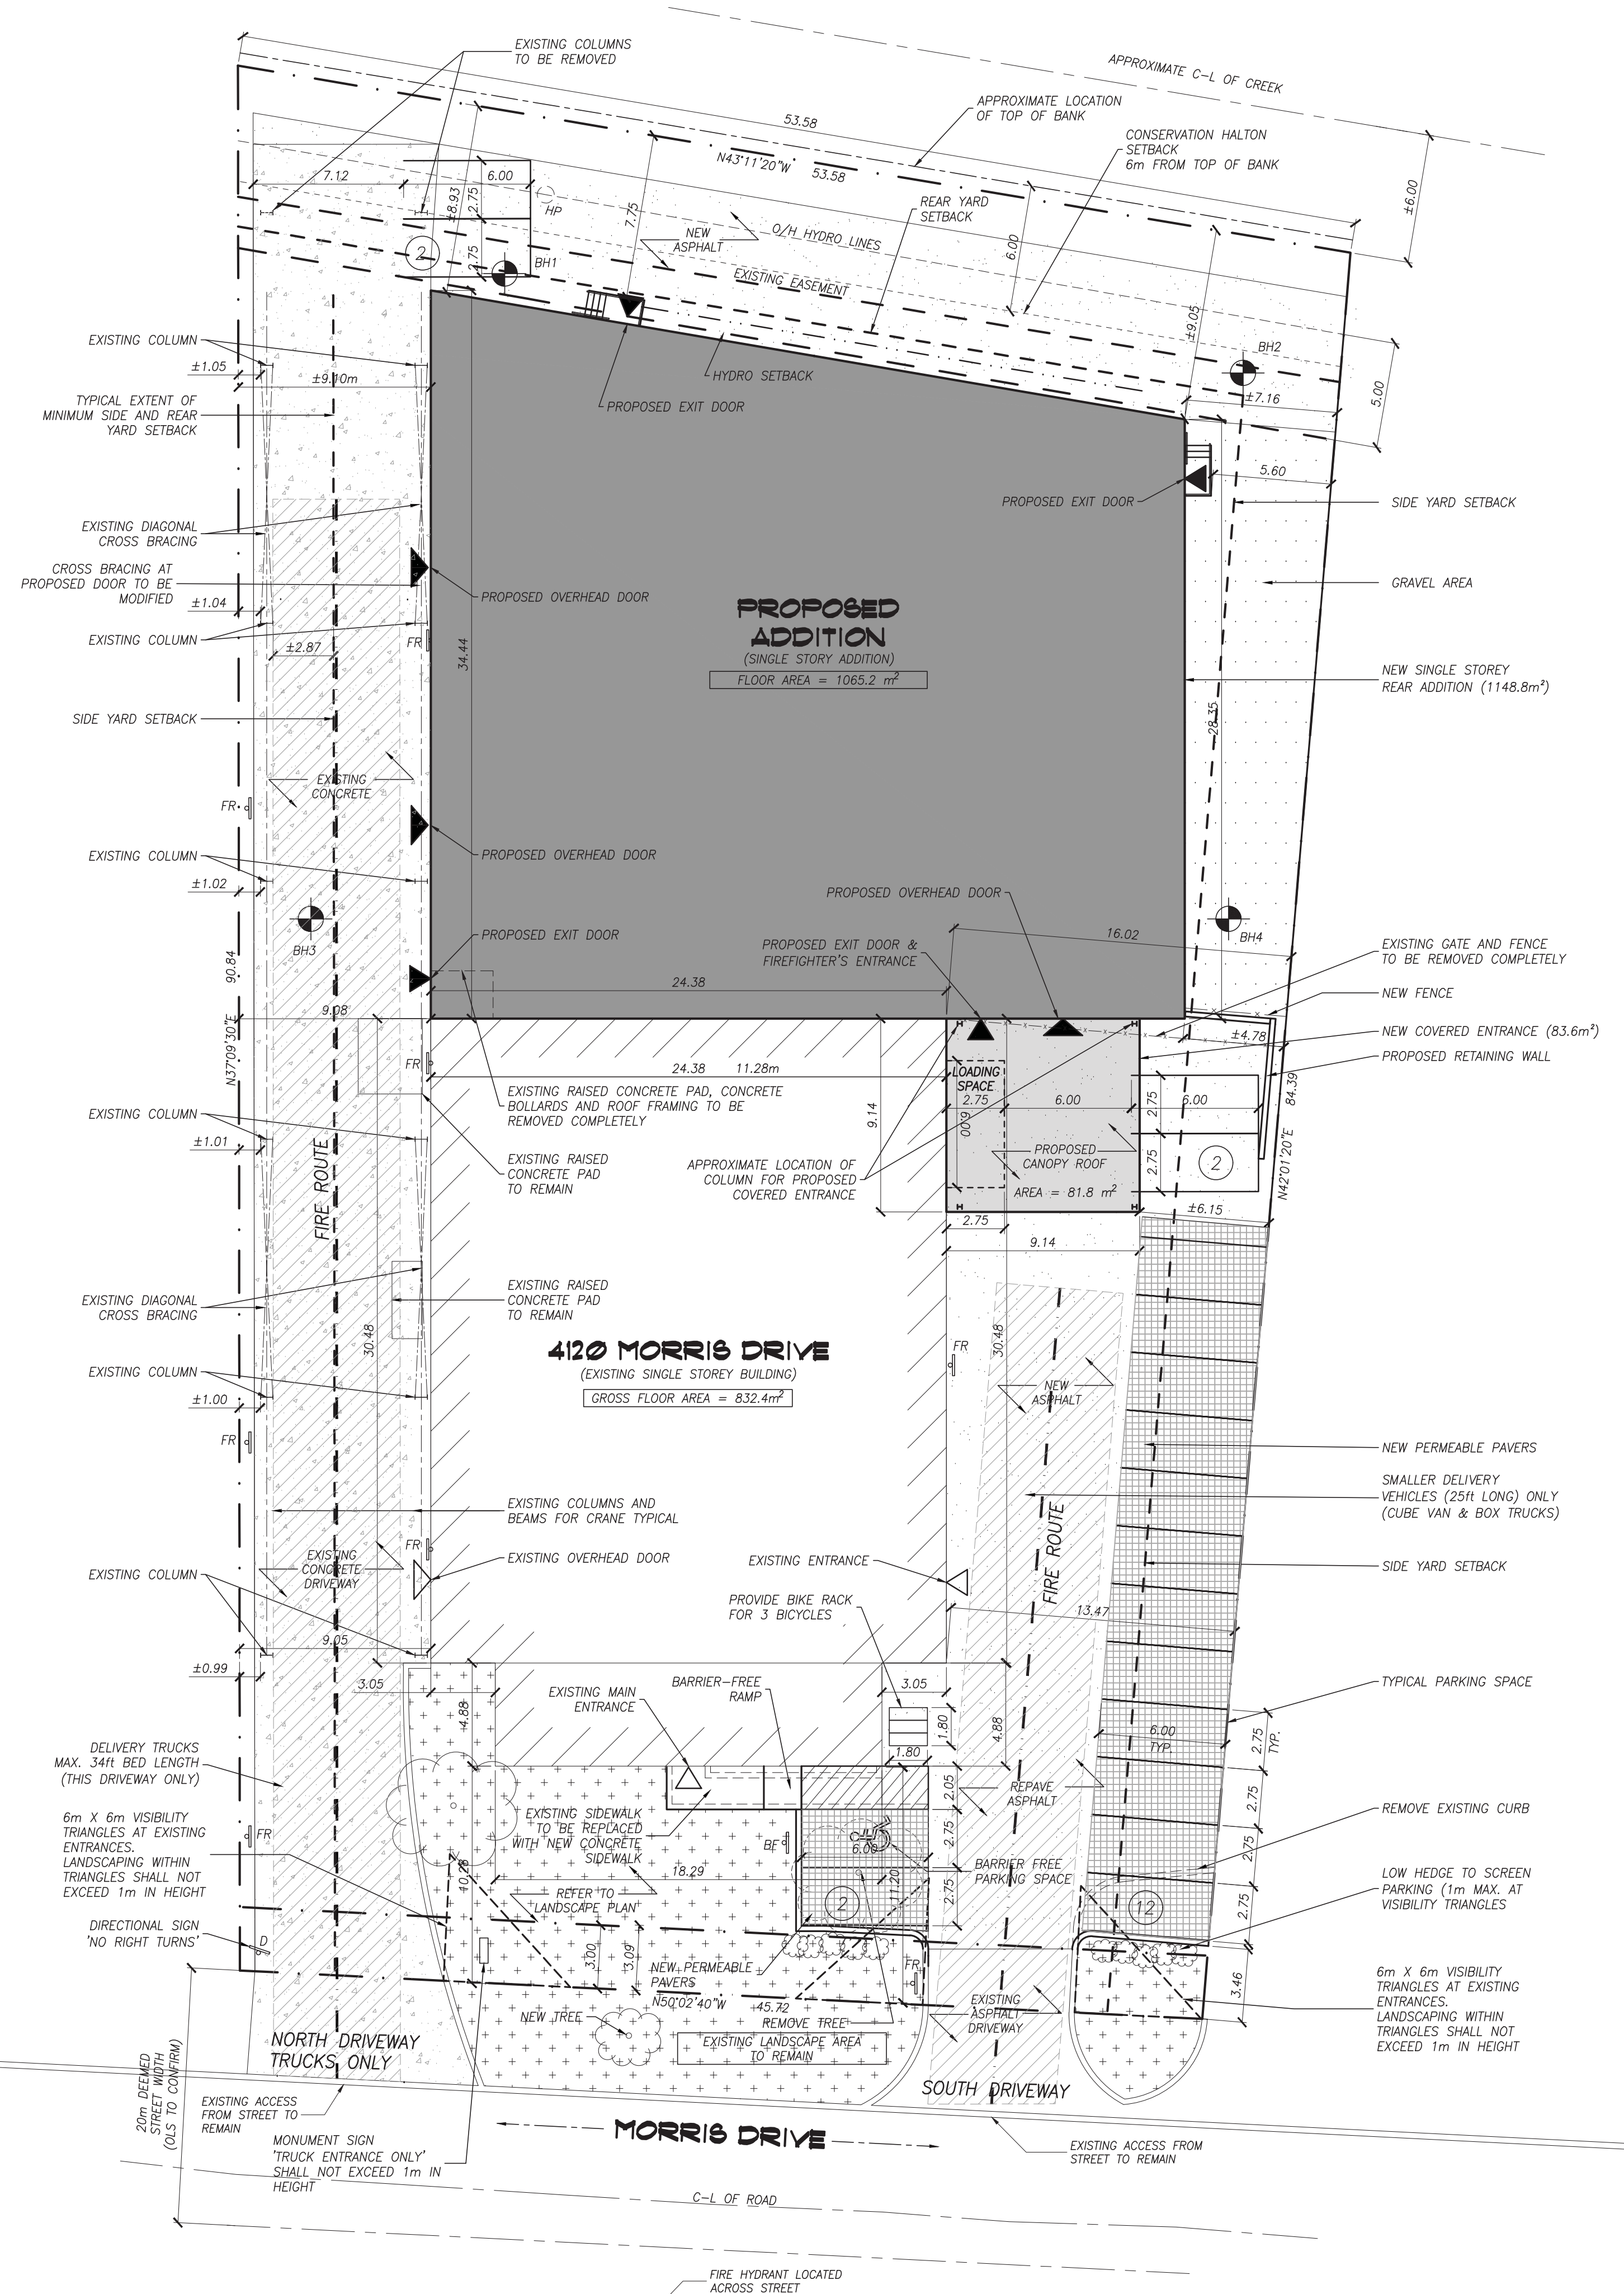 EXISTING COLUMNS
TO BE REMOVED
APPROXIMATE C-L OF CREEK
APPROXIMATE LOCATION
OF TOP OF BANK
53.58
N43°11'20"W
53.58
CONSERVATION HALTON
SETBACK
6m FROM TOP OF BANK
±6.00
7.12
6.00
±8.93
2.75
HP
7.75
REAR YARD
SETBACK
NEW
ASPHALT
O/H HYDRO LINES
6.00
2
2.75
BH1
EXISTING EASEMENT
±9.05
BH2
EXISTING COLUMN
±1.05
±9.10m
HYDRO SETBACK
PROPOSED EXIT DOOR
±7.16
5.00
TYPICAL EXTENT OF
MINIMUM SIDE AND REAR
YARD SETBACK
5.60
PROPOSED EXIT DOOR
SIDE YARD SETBACK
EXISTING DIAGONAL
CROSS BRACING
CROSS BRACING AT
PROPOSED DOOR TO BE
MODIFIED
±1.04
PROPOSED OVERHEAD DOOR
GRAVEL AREA
EXISTING COLUMN
FR
±2.87
34.44
PROPOSED
ADDITION
(SINGLE STORY ADDITION)
FLOOR AREA = 1065.2 m²
NEW SINGLE STOREY
REAR ADDITION (1148.8m²)
SIDE YARD SETBACK
28.35
EXISTING
CONCRETE
FR
EXISTING COLUMN
±1.02
PROPOSED OVERHEAD DOOR
PROPOSED OVERHEAD DOOR
BH3
PROPOSED EXIT DOOR
PROPOSED EXIT DOOR &
FIREFIGHTER'S ENTRANCE
16.02
BH4
EXISTING GATE AND FENCE
TO BE REMOVED COMPLETELY
90.84
24.38
NEW FENCE
9.08
NEW COVERED ENTRANCE (83.6m²)
±4.78
PROPOSED RETAINING WALL
N37°09'30"E
FR
24.38
11.28m
LOADING
SPACE
2.75
6.00
6.00
600
2.75
84.39
9.14
EXISTING RAISED CONCRETE PAD, CONCRETE
BOLLARDS AND ROOF FRAMING TO BE
REMOVED COMPLETELY
EXISTING COLUMN
±1.01
EXISTING RAISED
CONCRETE PAD
TO REMAIN
APPROXIMATE LOCATION OF
COLUMN FOR PROPOSED
COVERED ENTRANCE
PROPOSED
CANOPY ROOF
AREA = 81.8 m²
2.75
2
N42°01'20"E
FIRE ROUTE
2.75
±6.15
9.14
EXISTING DIAGONAL
CROSS BRACING
EXISTING RAISED
CONCRETE PAD
TO REMAIN
30.48
30.48
4120 MORRIS DRIVE
(EXISTING SINGLE STOREY BUILDING)
GROSS FLOOR AREA = 832.4m²
FR
EXISTING COLUMN
±1.00
NEW
ASPHALT
FR
NEW PERMEABLE PAVERS
SMALLER DELIVERY
VEHICLES (25ft LONG) ONLY
(CUBE VAN & BOX TRUCKS)
EXISTING COLUMNS AND
BEAMS FOR CRANE TYPICAL
FR
EXISTING OVERHEAD DOOR
EXISTING ENTRANCE
FIRE ROUTE
SIDE YARD SETBACK
EXISTING
CONCRETE
DRIVEWAY
EXISTING COLUMN
PROVIDE BIKE RACK
FOR 3 BICYCLES
13.47
9.05
±0.99
3.05
EXISTING MAIN
ENTRANCE
BARRIER-FREE
RAMP
3.05
TYPICAL PARKING SPACE
4.88
1.80
4.88
1.80
6.00
TYP.
2.75
TYP.
DELIVERY TRUCKS
MAX. 34ft BED LENGTH
(THIS DRIVEWAY ONLY)
REPAVE
ASPHALT
2.05
2.75
REMOVE EXISTING CURB
6m X 6m VISIBILITY
TRIANGLES AT EXISTING
ENTRANCES.
LANDSCAPING WITHIN
TRIANGLES SHALL NOT
EXCEED 1m IN HEIGHT
FR
EXISTING SIDEWALK
TO BE REPLACED
WITH NEW CONCRETE
SIDEWALK
BF
6.00
2.75
2.75
BARRIER FREE
PARKING SPACE
18.29
10.28
11.20
2
2.75
12
2.75
LOW HEDGE TO SCREEN
PARKING (1m MAX. AT
VISIBILITY TRIANGLES
REFER TO
LANDSCAPE PLAN
DIRECTIONAL SIGN
'NO RIGHT TURNS'
D
3.00
3.09
NEW PERMEABLE
PAVERS
FR
3.46
6m X 6m VISIBILITY
TRIANGLES AT EXISTING
ENTRANCES.
LANDSCAPING WITHIN
TRIANGLES SHALL NOT
EXCEED 1m IN HEIGHT
N50°02'40"W
45.72
NEW TREE
REMOVE TREE
EXISTING
ASPHALT
DRIVEWAY
EXISTING LANDSCAPE AREA
TO REMAIN
NORTH DRIVEWAY
TRUCKS ONLY
SOUTH DRIVEWAY
20m DEEMED
STREET WIDTH
(OLS TO CONFIRM)
EXISTING ACCESS
FROM STREET TO
REMAIN
MORRIS DRIVE
MONUMENT SIGN
'TRUCK ENTRANCE ONLY'
SHALL NOT EXCEED 1m IN
HEIGHT
EXISTING ACCESS FROM
STREET TO REMAIN
C-L OF ROAD
FIRE HYDRANT LOCATED
ACROSS STREET